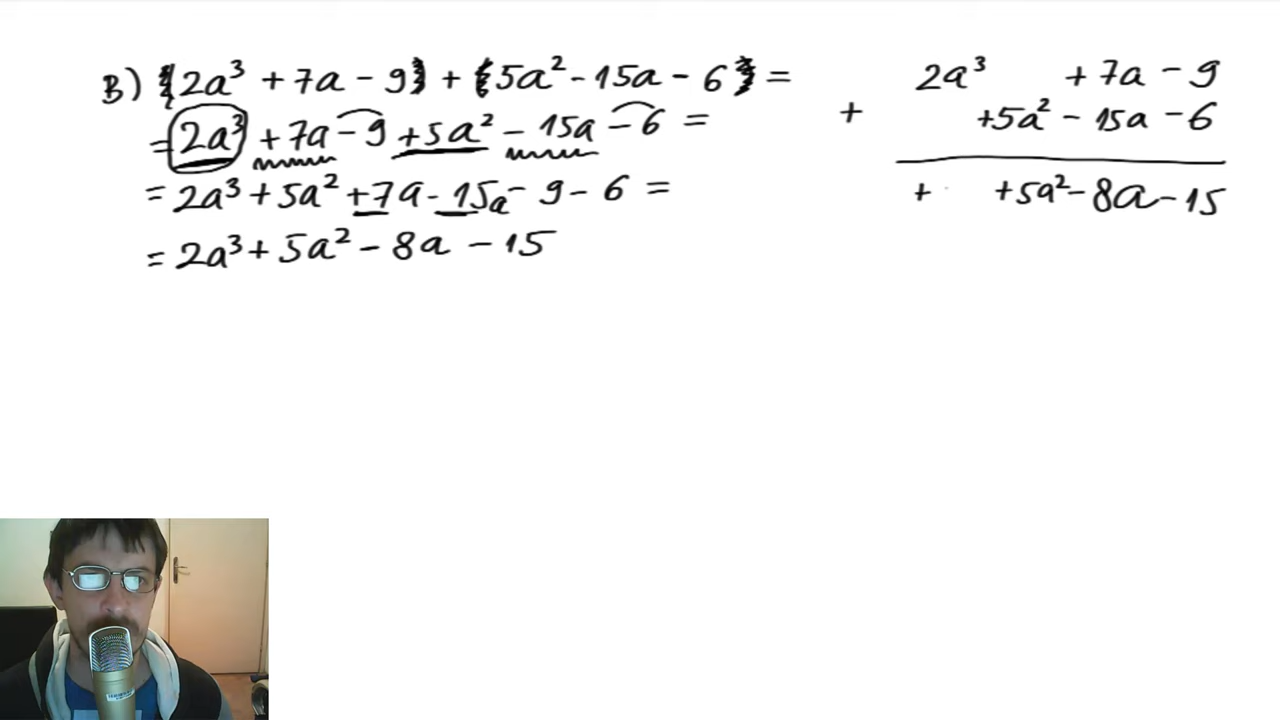 B) (2a³ + 7a - 9) + (5a² - 15a - 6) =
= 2a³ + 7a - 9 + 5a² - 15a - 6 =
= 2a³ + 5a² + 7a - 15a - 9 - 6 =
= 2a³ + 5a² - 8a - 15
2a³ + 7a - 9
+ +5a² - 15a - 6
+ +5a² - 8a - 15